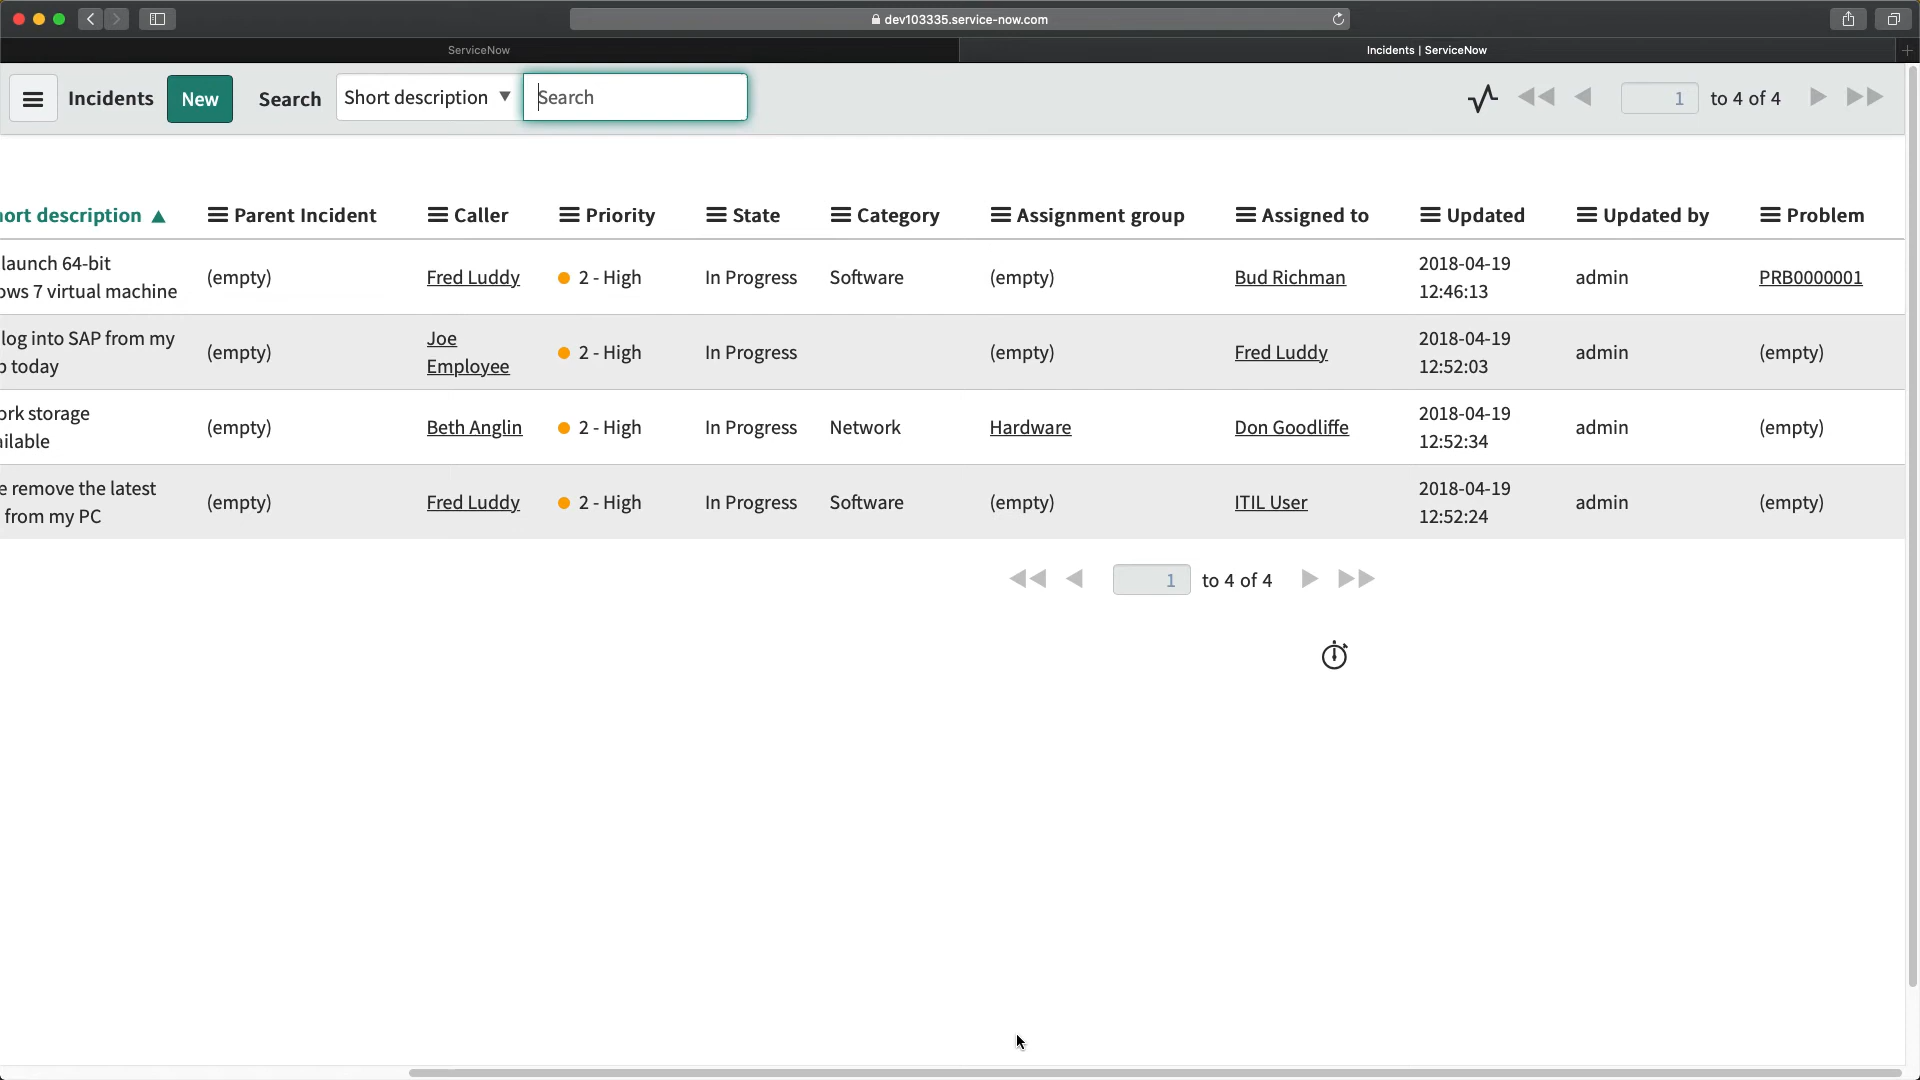 dev103335.service-now.com
ServiceNow
Incidents | ServiceNow
Incidents New Search Short description Search 1 to 4 of 4
ort description Parent Incident Caller Priority State Category Assignment group Assigned to Updated Updated by Problem
launch 64-bit
ows 7 virtual machine
(empty) Fred Luddy 2 - High In Progress Software (empty) Bud Richman
2018-04-19
12:46:13
admin PRB0000001
log into SAP from my
p today
(empty)
Joe
Employee
2 - High In Progress (empty) Fred Luddy
2018-04-19
12:52:03
admin (empty)
ork storage
ailable
(empty) Beth Anglin 2 - High In Progress Network Hardware Don Goodliffe
2018-04-19
12:52:34
admin (empty)
e remove the latest
from my PC
(empty) Fred Luddy 2 - High In Progress Software (empty) ITIL User
2018-04-19
12:52:24
admin (empty)
1 to 4 of 4